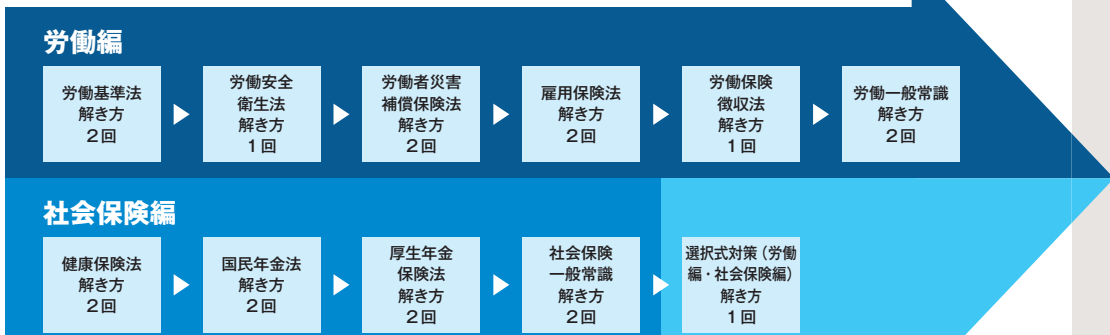 労働編
労働基準法
解き方
2回
労働安全
衛生法
解き方
1回
労働者災害
補償保険法
解き方
2回
雇用保険法
解き方
2回
労働保険
徴収法
解き方
1回
労働一般常識
解き方
2回
社会保険編
健康保険法
解き方
2回
国民年金法
解き方
2回
厚生年金
保険法
解き方
2回
社会保険
一般常識
解き方
2回
選択式対策（労働
編・社会保険編）
解き方
1回